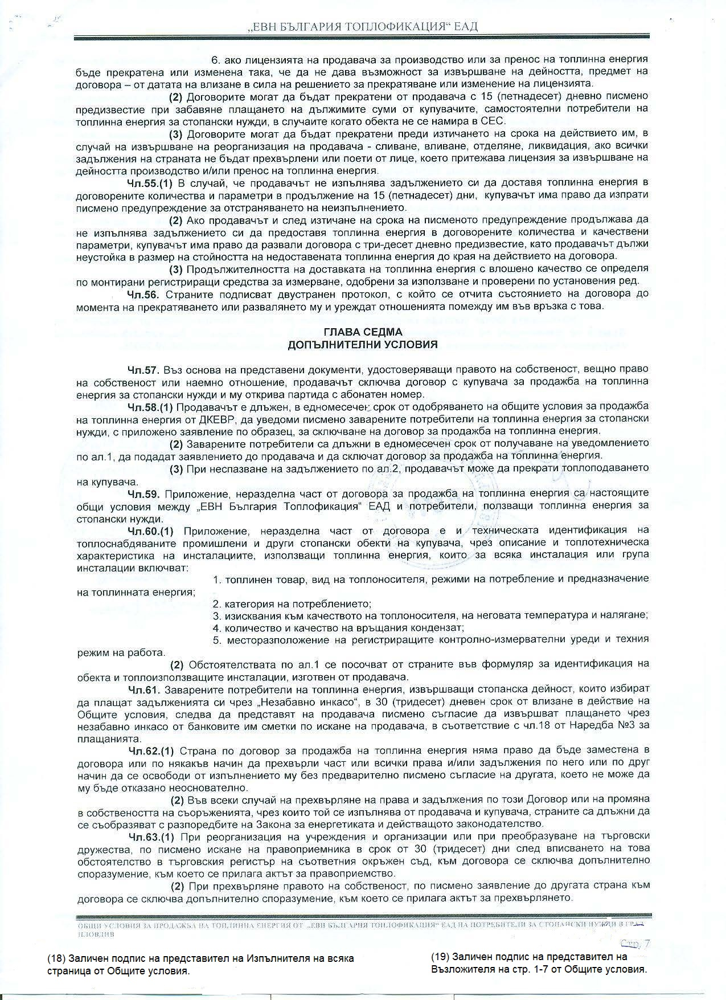 „ЕВН БЪЛГАРИЯ ТОПЛОФИКАЦИЯ“ ЕАД
6. ако лицензията на продавача за производство или за пренос на топлинна енергия
бъде прекратена или изменена така, че да не дава възможност за извършване на дейността, предмет на
договора – от датата на влизане в сила на решението за прекратяване или изменение на лицензията.
(2) Договорите могат да бъдат прекратени от продавача с 15 (петнадесет) дневно писмено
предизвестие при забавяне плащането на дължимите суми от купувачите, самостоятелни потребители на
топлинна енергия за стопански нужди, в случаите когато обекта не се намира в СЕС.
(3) Договорите могат да бъдат прекратени преди изтичането на срока на действието им, в
случай на извършване на реорганизация на продавача - сливане, вливане, отделяне, ликвидация, ако всички
задължения на страната не бъдат прехвърлени или поети от лице, което притежава лицензия за извършване на
дейността производство и/или пренос на топлинна енергия.
Чл.55.(1) В случай, че продавачът не изпълнява задължението си да доставя топлинна енергия в
договорените количества и параметри в продължение на 15 (петнадесет) дни, купувачът има право да изпрати
писмено предупреждение за отстраняването на неизпълнението.
(2) Ако продавачът и след изтичане на срока на писменото предупреждение продължава да
не изпълнява задължението си да предоставя топлинна енергия в договорените количества и качествени
параметри, купувачът има право да развали договора с три-десет дневно предизвестие, като продавачът дължи
неустойка в размер на стойността на недоставената топлинна енергия до края на действието на договора.
(3) Продължителността на доставката на топлинна енергия с влошено качество се определя
по монтирани регистриращи средства за измерване, одобрени за използване и проверени по установения ред.
Чл.56. Страните подписват двустранен протокол, с който се отчита състоянието на договора до
момента на прекратяването или развалянето му и уреждат отношенията помежду им във връзка с това.
ГЛАВА СЕДМА
ДОПЪЛНИТЕЛНИ УСЛОВИЯ
Чл.57. Въз основа на представени документи, удостоверяващи правото на собственост, вещно право
на собственост или наемно отношение, продавачът сключва договор с купувача за продажба на топлинна
енергия за стопански нужди и му открива партида с абонатен номер.
Чл.58.(1) Продавачът е длъжен, в едномесечен срок от одобряването на общите условия за продажба
на топлинна енергия от ДКЕВР, да уведоми писмено заварените потребители на топлинна енергия за стопански
нужди, с приложено заявление по образец, за сключване на договор за продажба на топлинна енергия.
(2) Заварените потребители са длъжни в едномесечен срок от получаване на уведомлението
по ал.1, да подадат заявлението до продавача и да сключат договор за продажба на топлинна енергия.
(3) При неспазване на задължението по ал.2, продавачът може да прекрати топлоподаването
на купувача.
Чл.59. Приложение, неразделна част от договора за продажба на топлинна енергия са настоящите
общи условия между „ЕВН България Топлофикация“ ЕАД и потребители, ползващи топлинна енергия за
стопански нужди.
Чл.60.(1) Приложение, неразделна част от договора е и техническата идентификация на
топлоснабдяваните промишлени и други стопански обекти на купувача, чрез описание и топлотехническа
характеристика на инсталациите, използващи топлинна енергия, които за всяка инсталация или група
инсталации включват:
1. топлинен товар, вид на топлоносителя, режими на потребление и предназначение
на топлинната енергия;
2. категория на потреблението;
3. изисквания към качеството на топлоносителя, на неговата температура и налягане;
4. количество и качество на връщания кондензат;
5. месторазположение на регистриращите контролно-измервателни уреди и техния
режим на работа.
(2) Обстоятелствата по ал.1 се посочват от страните във формуляр за идентификация на
обекта и топлоизползващите инсталации, изготвен от продавача.
Чл.61. Заварените потребители на топлинна енергия, извършващи стопанска дейност, които избират
да плащат задълженията си чрез „Незабавно инкасо“, в 30 (тридесет) дневен срок от влизане в действие на
Общите условия, следва да представят на продавача писмено съгласие да извършват плащането чрез
незабавно инкасо от банковите им сметки по искане на продавача, в съответствие с чл.18 от Наредба №3 за
плащанията.
Чл.62.(1) Страна по договор за продажба на топлинна енергия няма право да бъде заместена в
договора или по някакъв начин да прехвърли част или всички права и/или задължения по него или по друг
начин да се освободи от изпълнението му без предварително писмено съгласие на другата, което не може да
му бъде отказано неоснователно.
(2) Във всеки случай на прехвърляне на права и задължения по този Договор или на промяна
в собствеността на съоръженията, чрез които той се изпълнява от продавача и купувача, страните са длъжни да
се съобразяват с разпоредбите на Закона за енергетиката и действащото законодателство.
Чл.63.(1) При реорганизация на учреждения и организации или при преобразуване на търговски
дружества, по писмено искане на правоприемника в срок от 30 (тридесет) дни след вписването на това
обстоятелство в търговския регистър на съответния окръжен съд, към договора се сключва допълнително
споразумение, към което се прилага актът за правоприемство.
(2) При прехвърляне правото на собственост, по писмено заявление до другата страна към
договора се сключва допълнително споразумение, към което се прилага актът за прехвърлянето.
ОБЩИ УСЛОВИЯ ЗА ПРОДАЖБА НА ТОПЛИННА ЕНЕРГИЯ ОТ „ЕВН БЪЛГАРИЯ ТОПЛОФИКАЦИЯ“ ЕАД НА ПОТРЕБИТЕЛИ ЗА СТОПАНСКИ НУЖДИ В ГРАД
ПЛОВДИВ
Стр. 7
(18) Заличен подпис на представител на Изпълнителя на всяка
страница от Общите условия.
(19) Заличен подпис на представител на
Възложителя на стр. 1-7 от Общите условия.